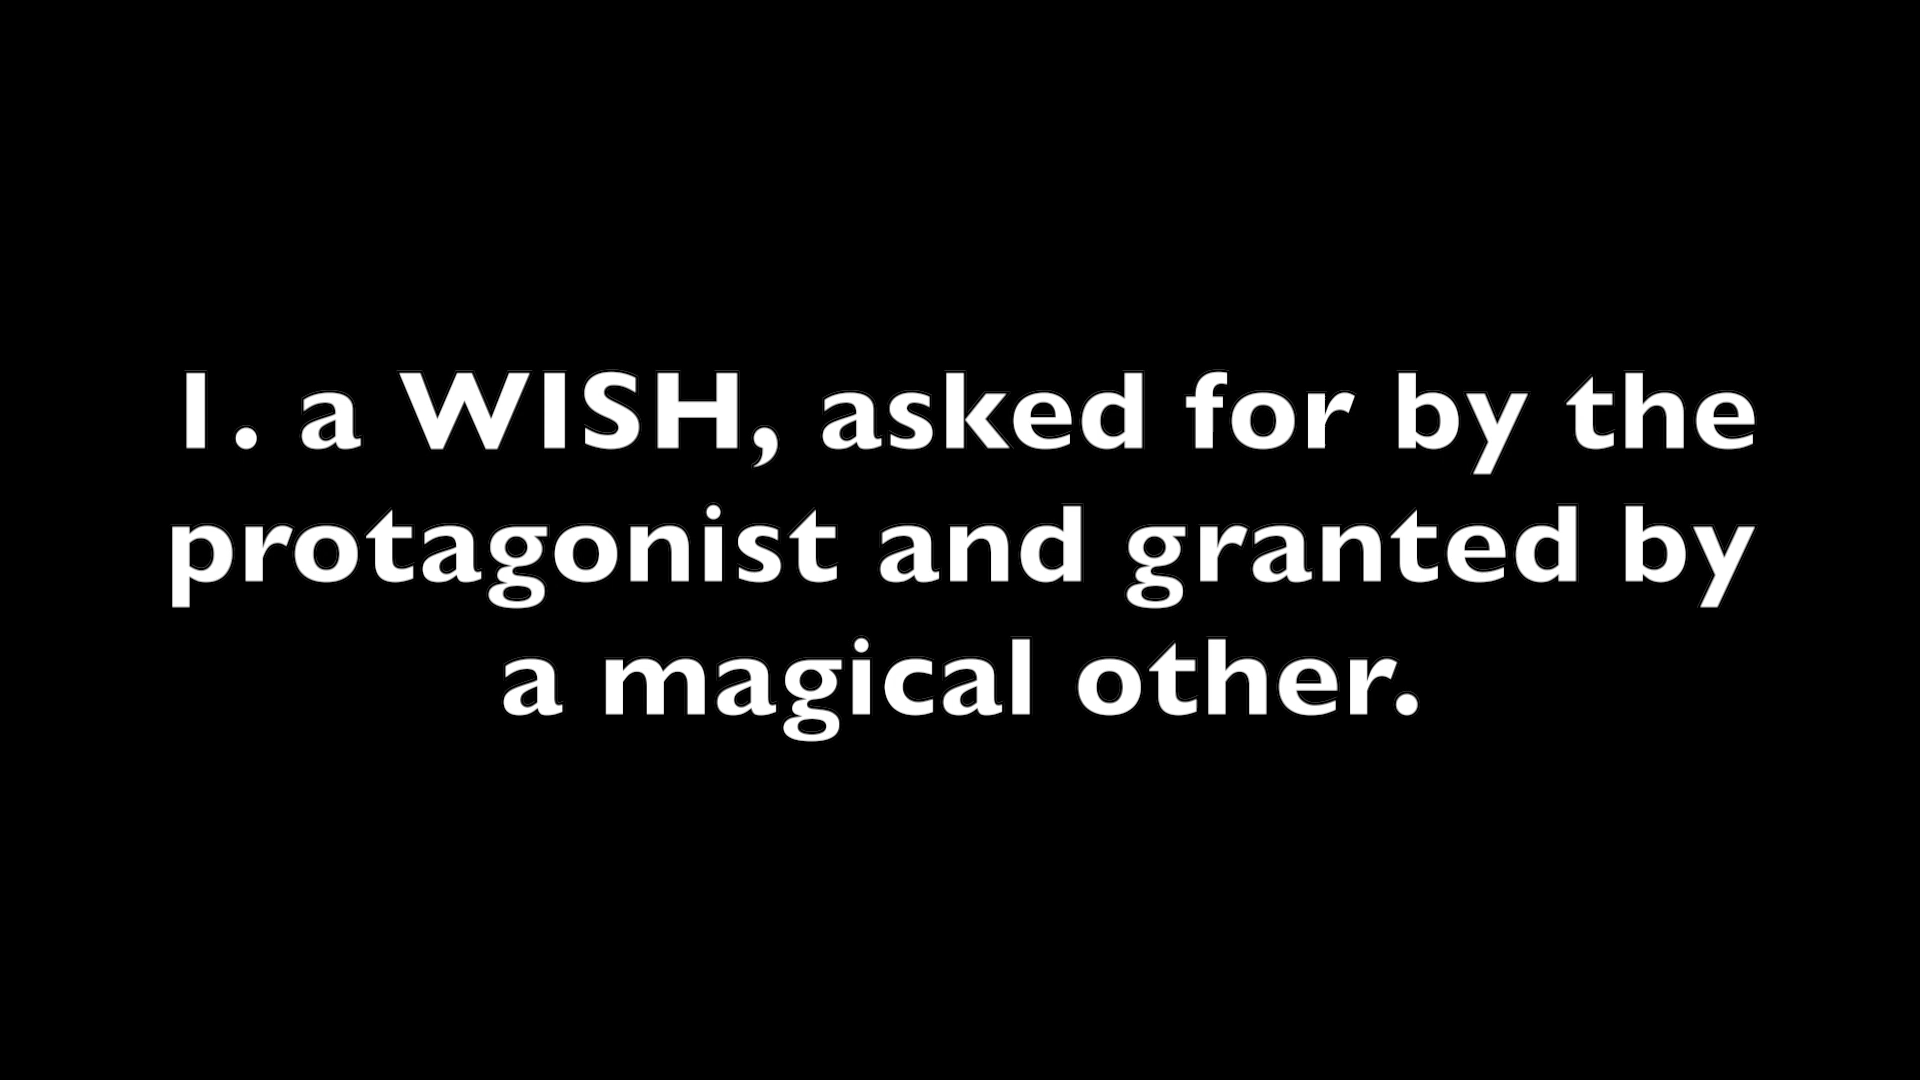 1. a WISH, asked for by the
protagonist and granted by
a magical other.